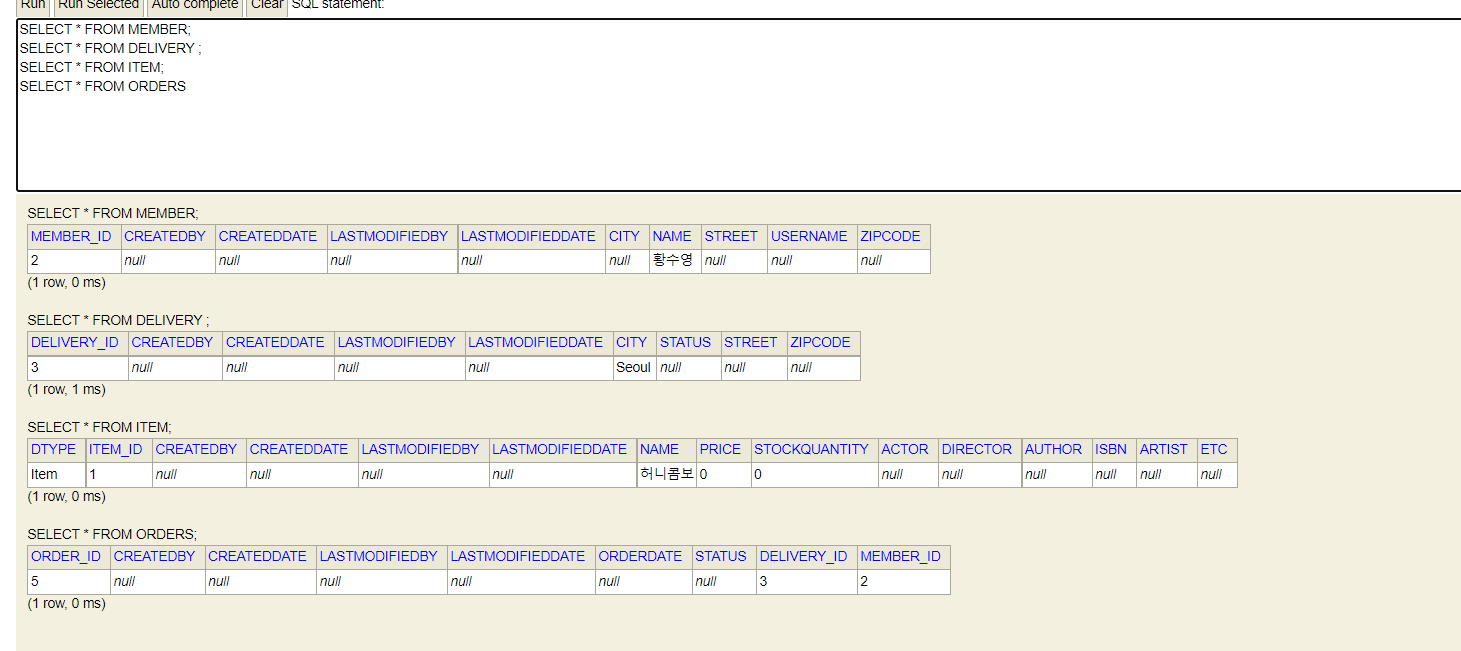 Run Run Selected Auto complete Clear SQL statement:
SELECT * FROM MEMBER;
SELECT * FROM DELIVERY ;
SELECT * FROM ITEM;
SELECT * FROM ORDERS
SELECT * FROM MEMBER;
MEMBER_ID CREATEDBY CREATEDDATE LASTMODIFIEDBY LASTMODIFIEDDATE CITY NAME STREET USERNAME ZIPCODE
2 null null null null null 황수영 null null null
(1 row, 0 ms)
SELECT * FROM DELIVERY ;
DELIVERY_ID CREATEDBY CREATEDDATE LASTMODIFIEDBY LASTMODIFIEDDATE CITY STATUS STREET ZIPCODE
3 null null null null Seoul null null null
(1 row, 1 ms)
SELECT * FROM ITEM;
DTYPE ITEM_ID CREATEDBY CREATEDDATE LASTMODIFIEDBY LASTMODIFIEDDATE NAME PRICE STOCKQUANTITY ACTOR DIRECTOR AUTHOR ISBN ARTIST ETC
Item 1 null null null null 허니콤보 0 0 null null null null null null
(1 row, 0 ms)
SELECT * FROM ORDERS;
ORDER_ID CREATEDBY CREATEDDATE LASTMODIFIEDBY LASTMODIFIEDDATE ORDERDATE STATUS DELIVERY_ID MEMBER_ID
5 null null null null null null 3 2
(1 row, 0 ms)